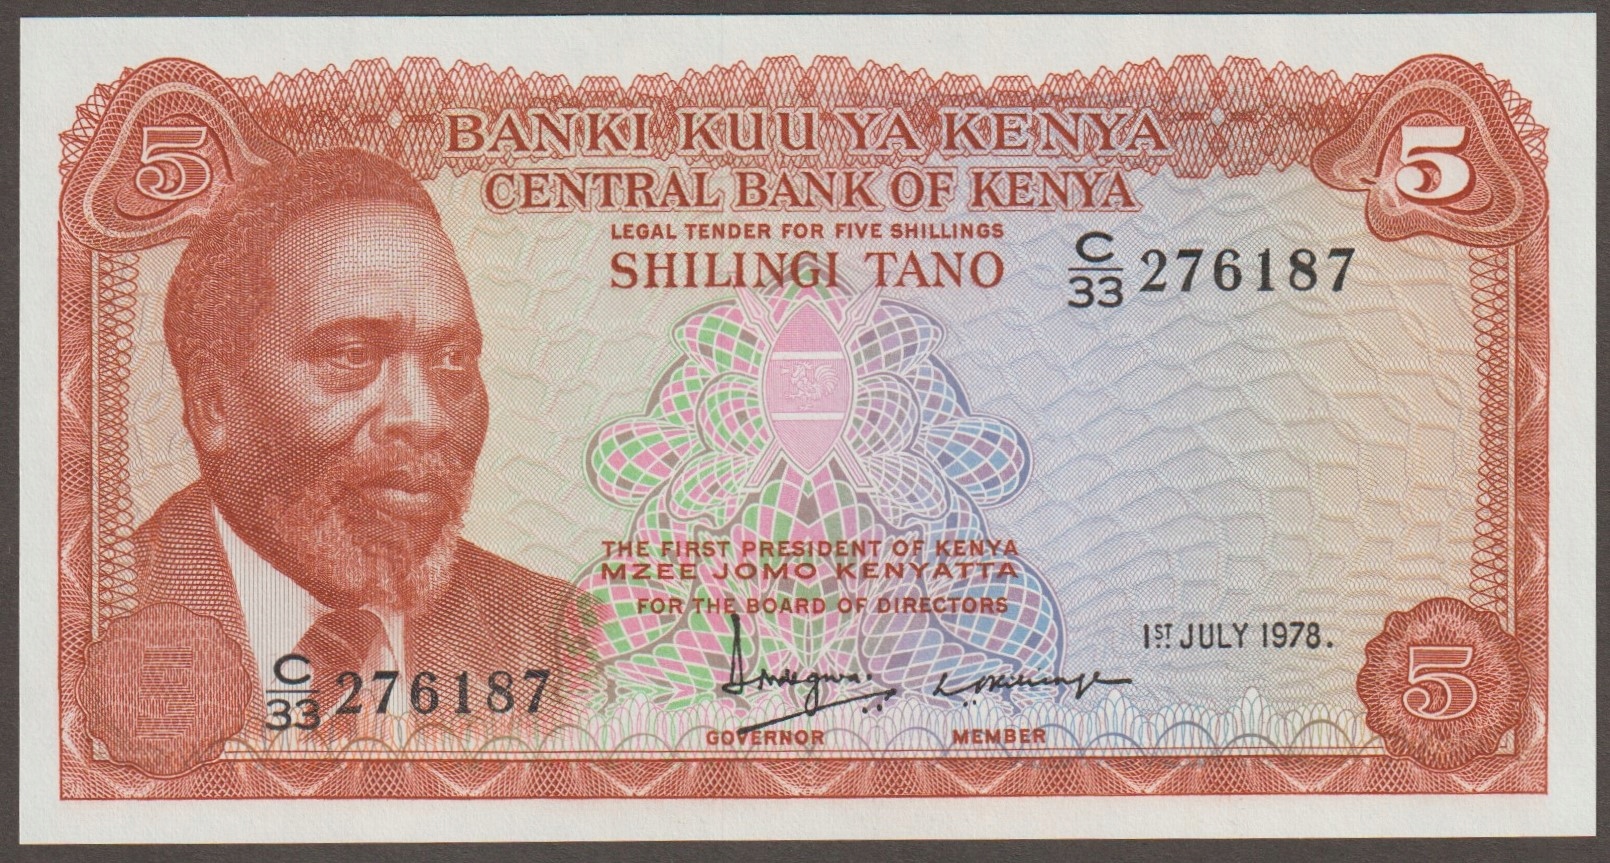 5
5
BANKI KUU YA KENYA
CENTRAL BANK OF KENYA
LEGAL TENDER FOR FIVE SHILLINGS
SHILINGI TANO
C/33 276187
THE FIRST PRESIDENT OF KENYA
MZEE JOMO KENYATTA
FOR THE BOARD OF DIRECTORS
1ST JULY 1978.
C/33 276187
GOVERNOR MEMBER
5